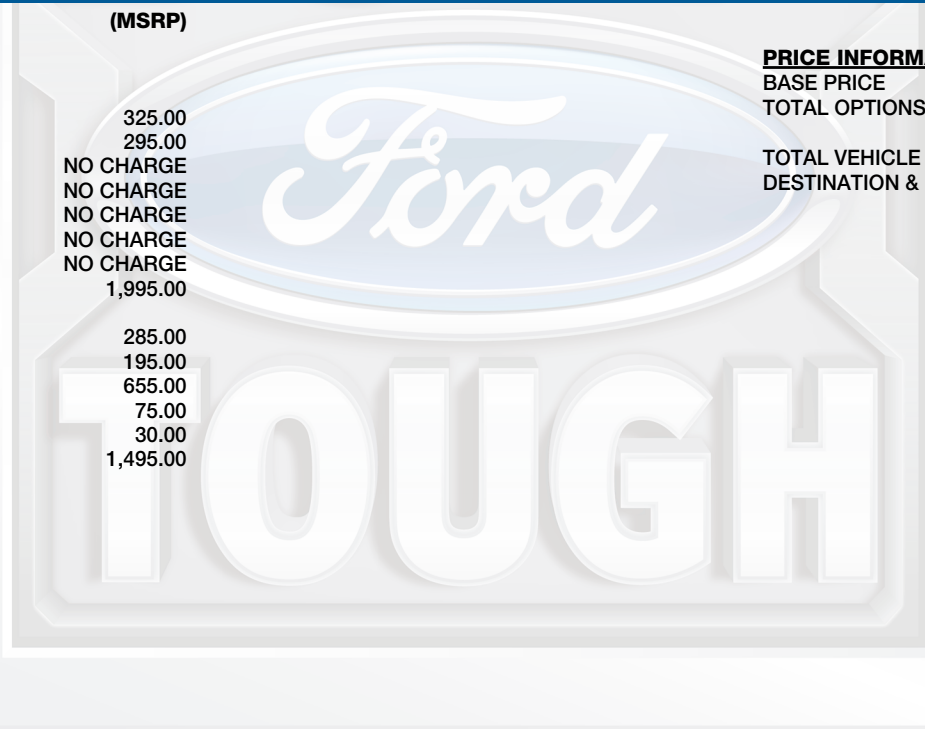 (MSRP)
325.00
295.00
NO CHARGE
NO CHARGE
NO CHARGE
NO CHARGE
NO CHARGE
1,995.00
285.00
195.00
655.00
75.00
30.00
1,495.00
PRICE INFORMA
BASE PRICE
TOTAL OPTIONS
TOTAL VEHICLE
DESTINATION &
Ford
TOUGH